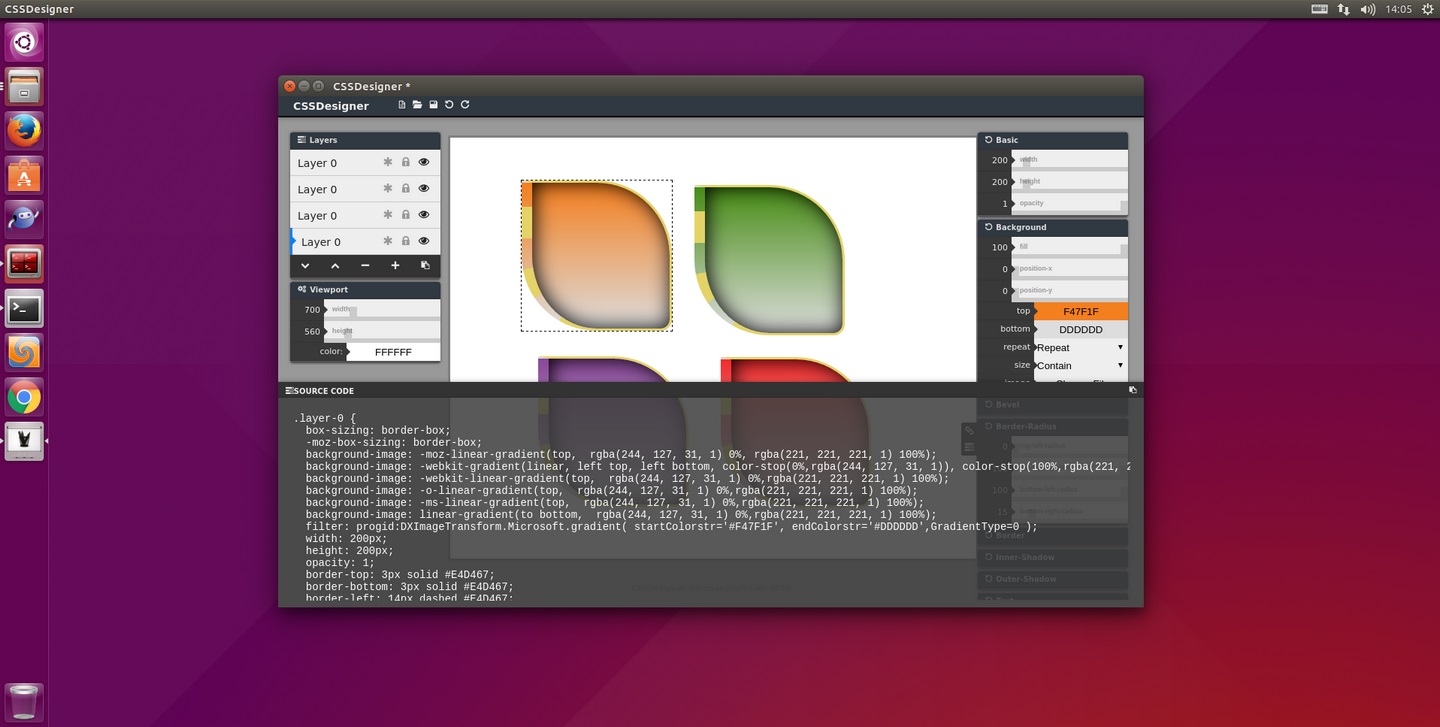 CSSDesigner
14:05
CSSDesigner *
CSSDesigner
Layers
Layer 0
Layer 0
Layer 0
Layer 0
Viewport
700 width
560 height
color: FFFFFF
Basic
200 width
200 height
1 opacity
Background
100 fill
0 position-x
0 position-y
top F47F1F
bottom DDDDDD
repeat Repeat
size Contain
SOURCE CODE
.layer-0 {
box-sizing: border-box;
-moz-box-sizing: border-box;
background-image: -moz-linear-gradient(top, rgba(244, 127, 31, 1) 0%, rgba(221, 221, 221, 1) 100%);
background-image: -webkit-gradient(linear, left top, left bottom, color-stop(0%,rgba(244, 127, 31, 1)), color-stop(100%,rgba(221, 2
background-image: -webkit-linear-gradient(top, rgba(244, 127, 31, 1) 0%,rgba(221, 221, 221, 1) 100%);
background-image: -o-linear-gradient(top, rgba(244, 127, 31, 1) 0%,rgba(221, 221, 221, 1) 100%);
background-image: -ms-linear-gradient(top, rgba(244, 127, 31, 1) 0%,rgba(221, 221, 221, 1) 100%);
background-image: linear-gradient(to bottom, rgba(244, 127, 31, 1) 0%,rgba(221, 221, 221, 1) 100%);
filter: progid:DXImageTransform.Microsoft.gradient( startColorstr='#F47F1F', endColorstr='#DDDDDD',GradientType=0 );
width: 200px;
height: 200px;
opacity: 1;
border-top: 3px solid #E4D467;
border-bottom: 3px solid #E4D467;
border-left: 14px dashed #E4D467;
Bevel
Border-Radius
0
100 bottom-left-radius
15 bottom-right-radius
Border
Inner-Shadow
Outer-Shadow